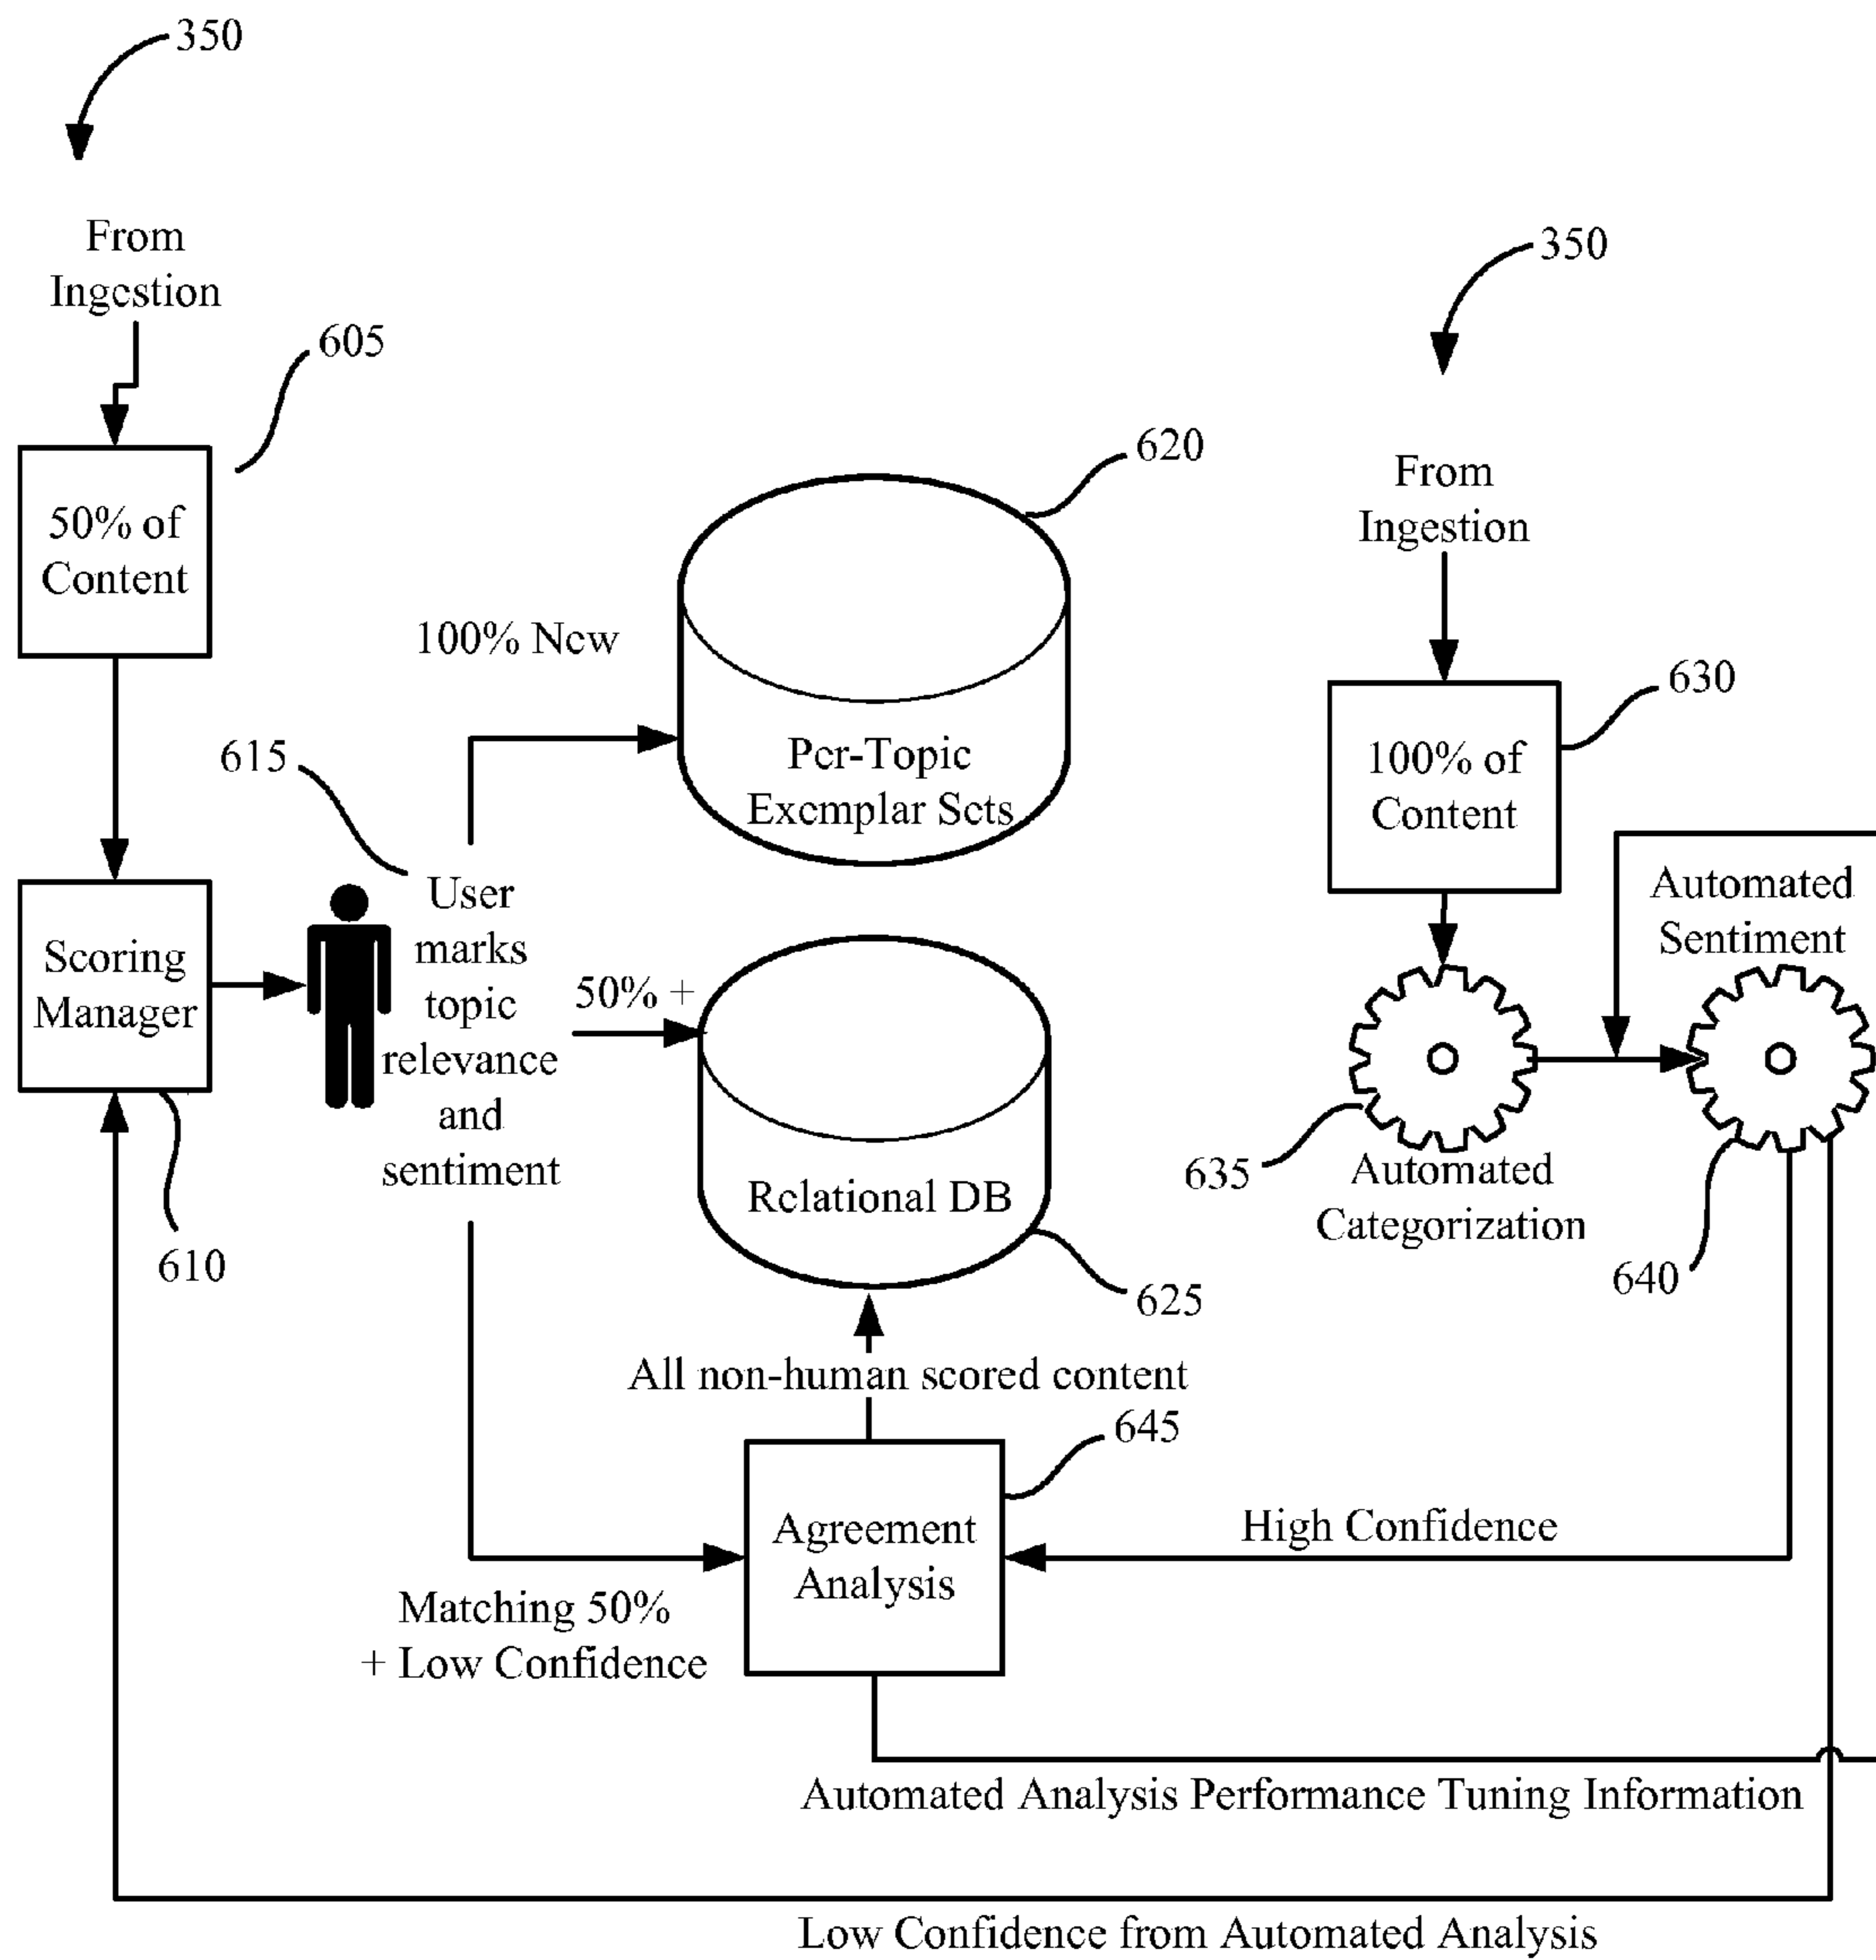 350
From
Ingestion
605
50% of
Content
350
620
From
Ingestion
100% New
Per-Topic
Exemplar Sets
630
100% of
Content
615
User
marks
topic
relevance
and
sentiment
Scoring
Manager
610
50% +
Relational DB
625
Automated
Sentiment
635
Automated
Categorization
640
All non-human scored content
645
Agreement
Analysis
High Confidence
Matching 50%
+ Low Confidence
Automated Analysis Performance Tuning Information
Low Confidence from Automated Analysis